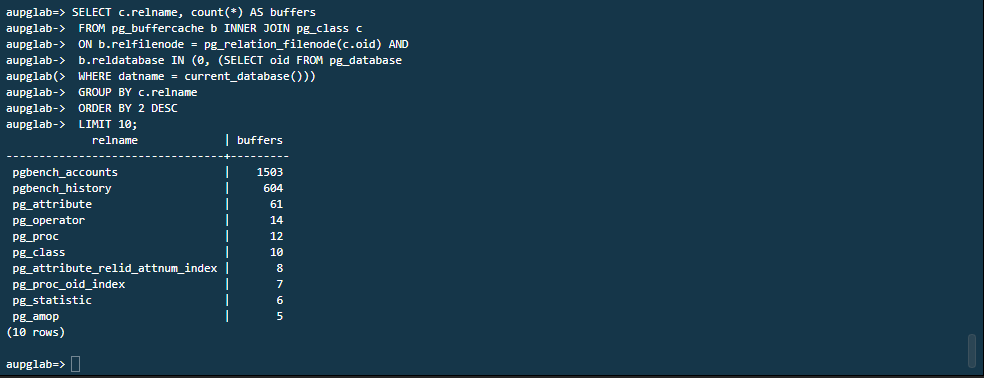 aupglab=> SELECT c.relname, count(*) AS buffers
aupglab-> FROM pg_buffercache b INNER JOIN pg_class c
aupglab-> ON b.relfilenode = pg_relation_filenode(c.oid) AND
aupglab-> b.reldatabase IN (0, (SELECT oid FROM pg_database
aupglab(> WHERE datname = current_database()))
aupglab-> GROUP BY c.relname
aupglab-> ORDER BY 2 DESC
aupglab-> LIMIT 10;
relname | buffers
---------------------------------+---------
pgbench_accounts | 1503
pgbench_history | 604
pg_attribute | 61
pg_operator | 14
pg_proc | 12
pg_class | 10
pg_attribute_relid_attnum_index | 8
pg_proc_oid_index | 7
pg_statistic | 6
pg_amop | 5
(10 rows)
aupglab=>